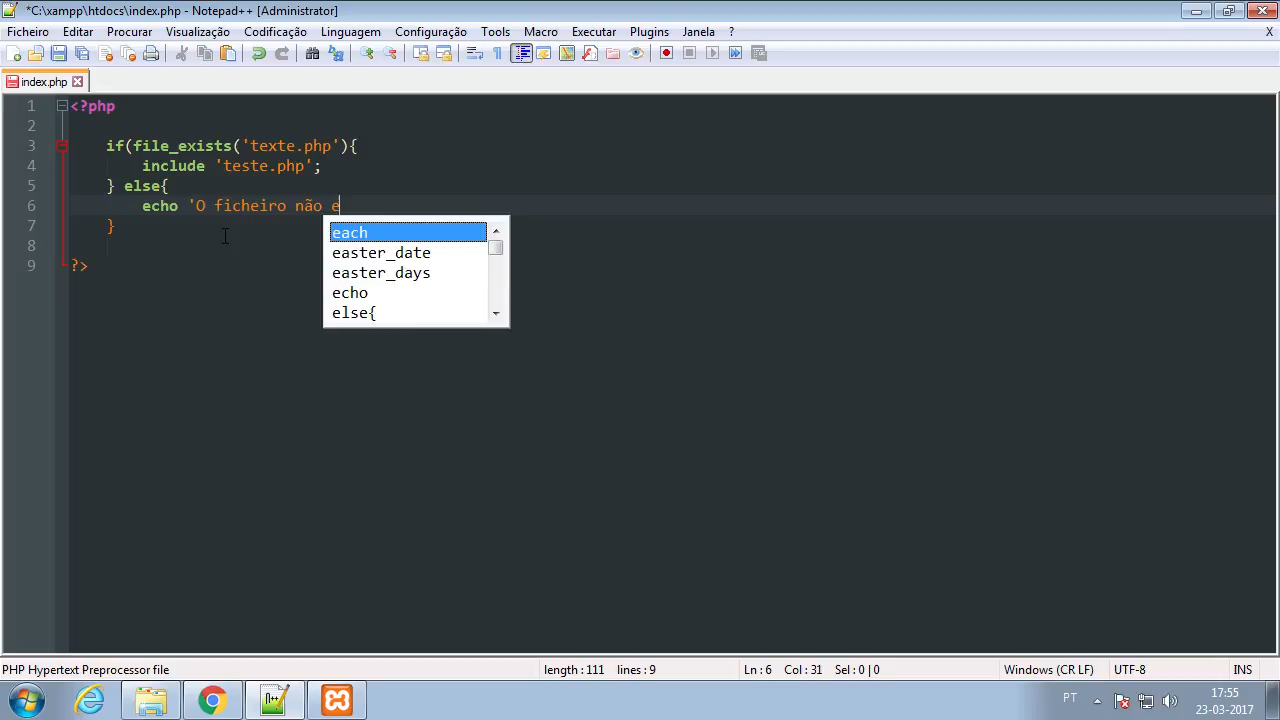 *C:\xampp\htdocs\index.php - Notepad++ [Administrator]
Ficheiro Editar Procurar Visualização Codificação Linguagem Configuração Tools Macro Executar Plugins Janela ? X
index.php
1 <?php
2
3 if(file_exists('texte.php'){
4 include 'teste.php';
5 } else{
6 echo 'O ficheiro não e
7 }
8
9 ?>
each
easter_date
easter_days
echo
else{
PHP Hypertext Preprocessor file length : 111 lines : 9 Ln : 6 Col : 31 Sel : 0 | 0 Windows (CR LF) UTF-8 INS
PT 17:55
23-03-2017